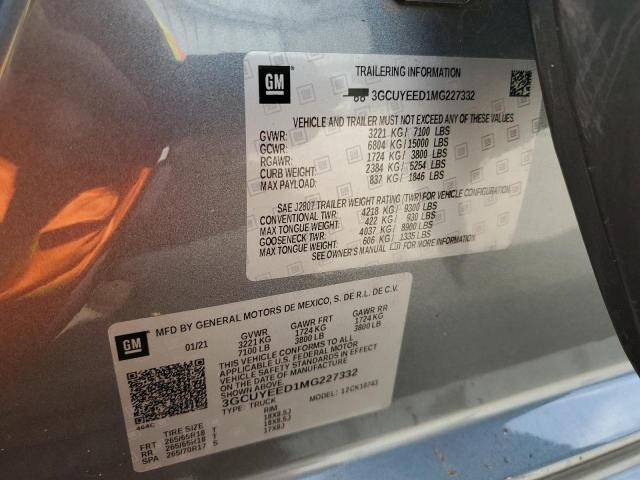 GM
TRAILERING INFORMATION
3GCUYEED1MG227332
VEHICLE AND TRAILER MUST NOT EXCEED ANY OF THESE VALUES.
GVWR: 3221 KG/ 7100 LBS
GCWR: 6804 KG/15000 LBS
RGAWR: 1724 KG/ 3800 LBS
CURB WEIGHT: 2384 KG/ 5254 LBS
MAX PAYLOAD: 837 KG/ 1846 LBS
SAE J2807 TRAILER WEIGHT RATING (TWR) FOR VEHICLE CONFIGURATION.
CONVENTIONAL TWR: 4218 KG/ 9300 LBS
MAX TONGUE WEIGHT: 422 KG/ 930 LBS
GOOSENECK TWR: 4037 KG/ 8900 LBS
MAX TONGUE WEIGHT: 606 KG/ 1335 LBS
SEE OWNER'S MANUAL FOR MORE INFORMATION.
GM
MFD BY GENERAL MOTORS DE MEXICO, S. DE R.L. DE C.V.
01/21 GVWR GAWR FRT GAWR RR
3221 KG 1724 KG 1724 KG
7100 LB 3800 LB 3800 LB
THIS VEHICLE CONFORMS TO ALL
APPLICABLE U.S. FEDERAL MOTOR
VEHICLE SAFETY STANDARDS IN EFFECT
ON THE DATE OF MANUFACTURE
SHOWN ABOVE.
3GCUYEED1MG227332
TYPE: TRUCK MODEL: 12CK10743
4G4C
TIRE SIZE RIM
FRT 265/65R18 T 18X8.5J
RR 265/65R18 T 18X8.5J
SPA 265/70R17 S 17X8J